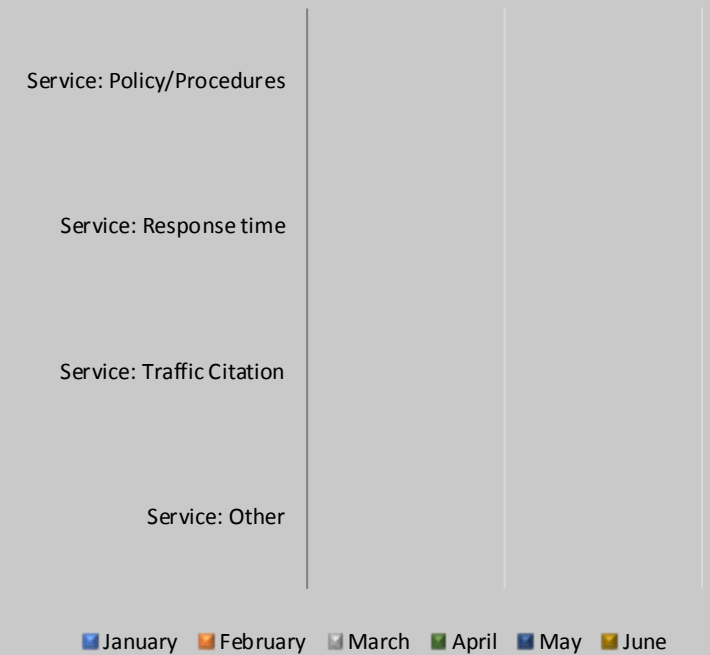 Service: Policy/Procedures
Service: Response time
Service: Traffic Citation
Service: Other
January February March April May June